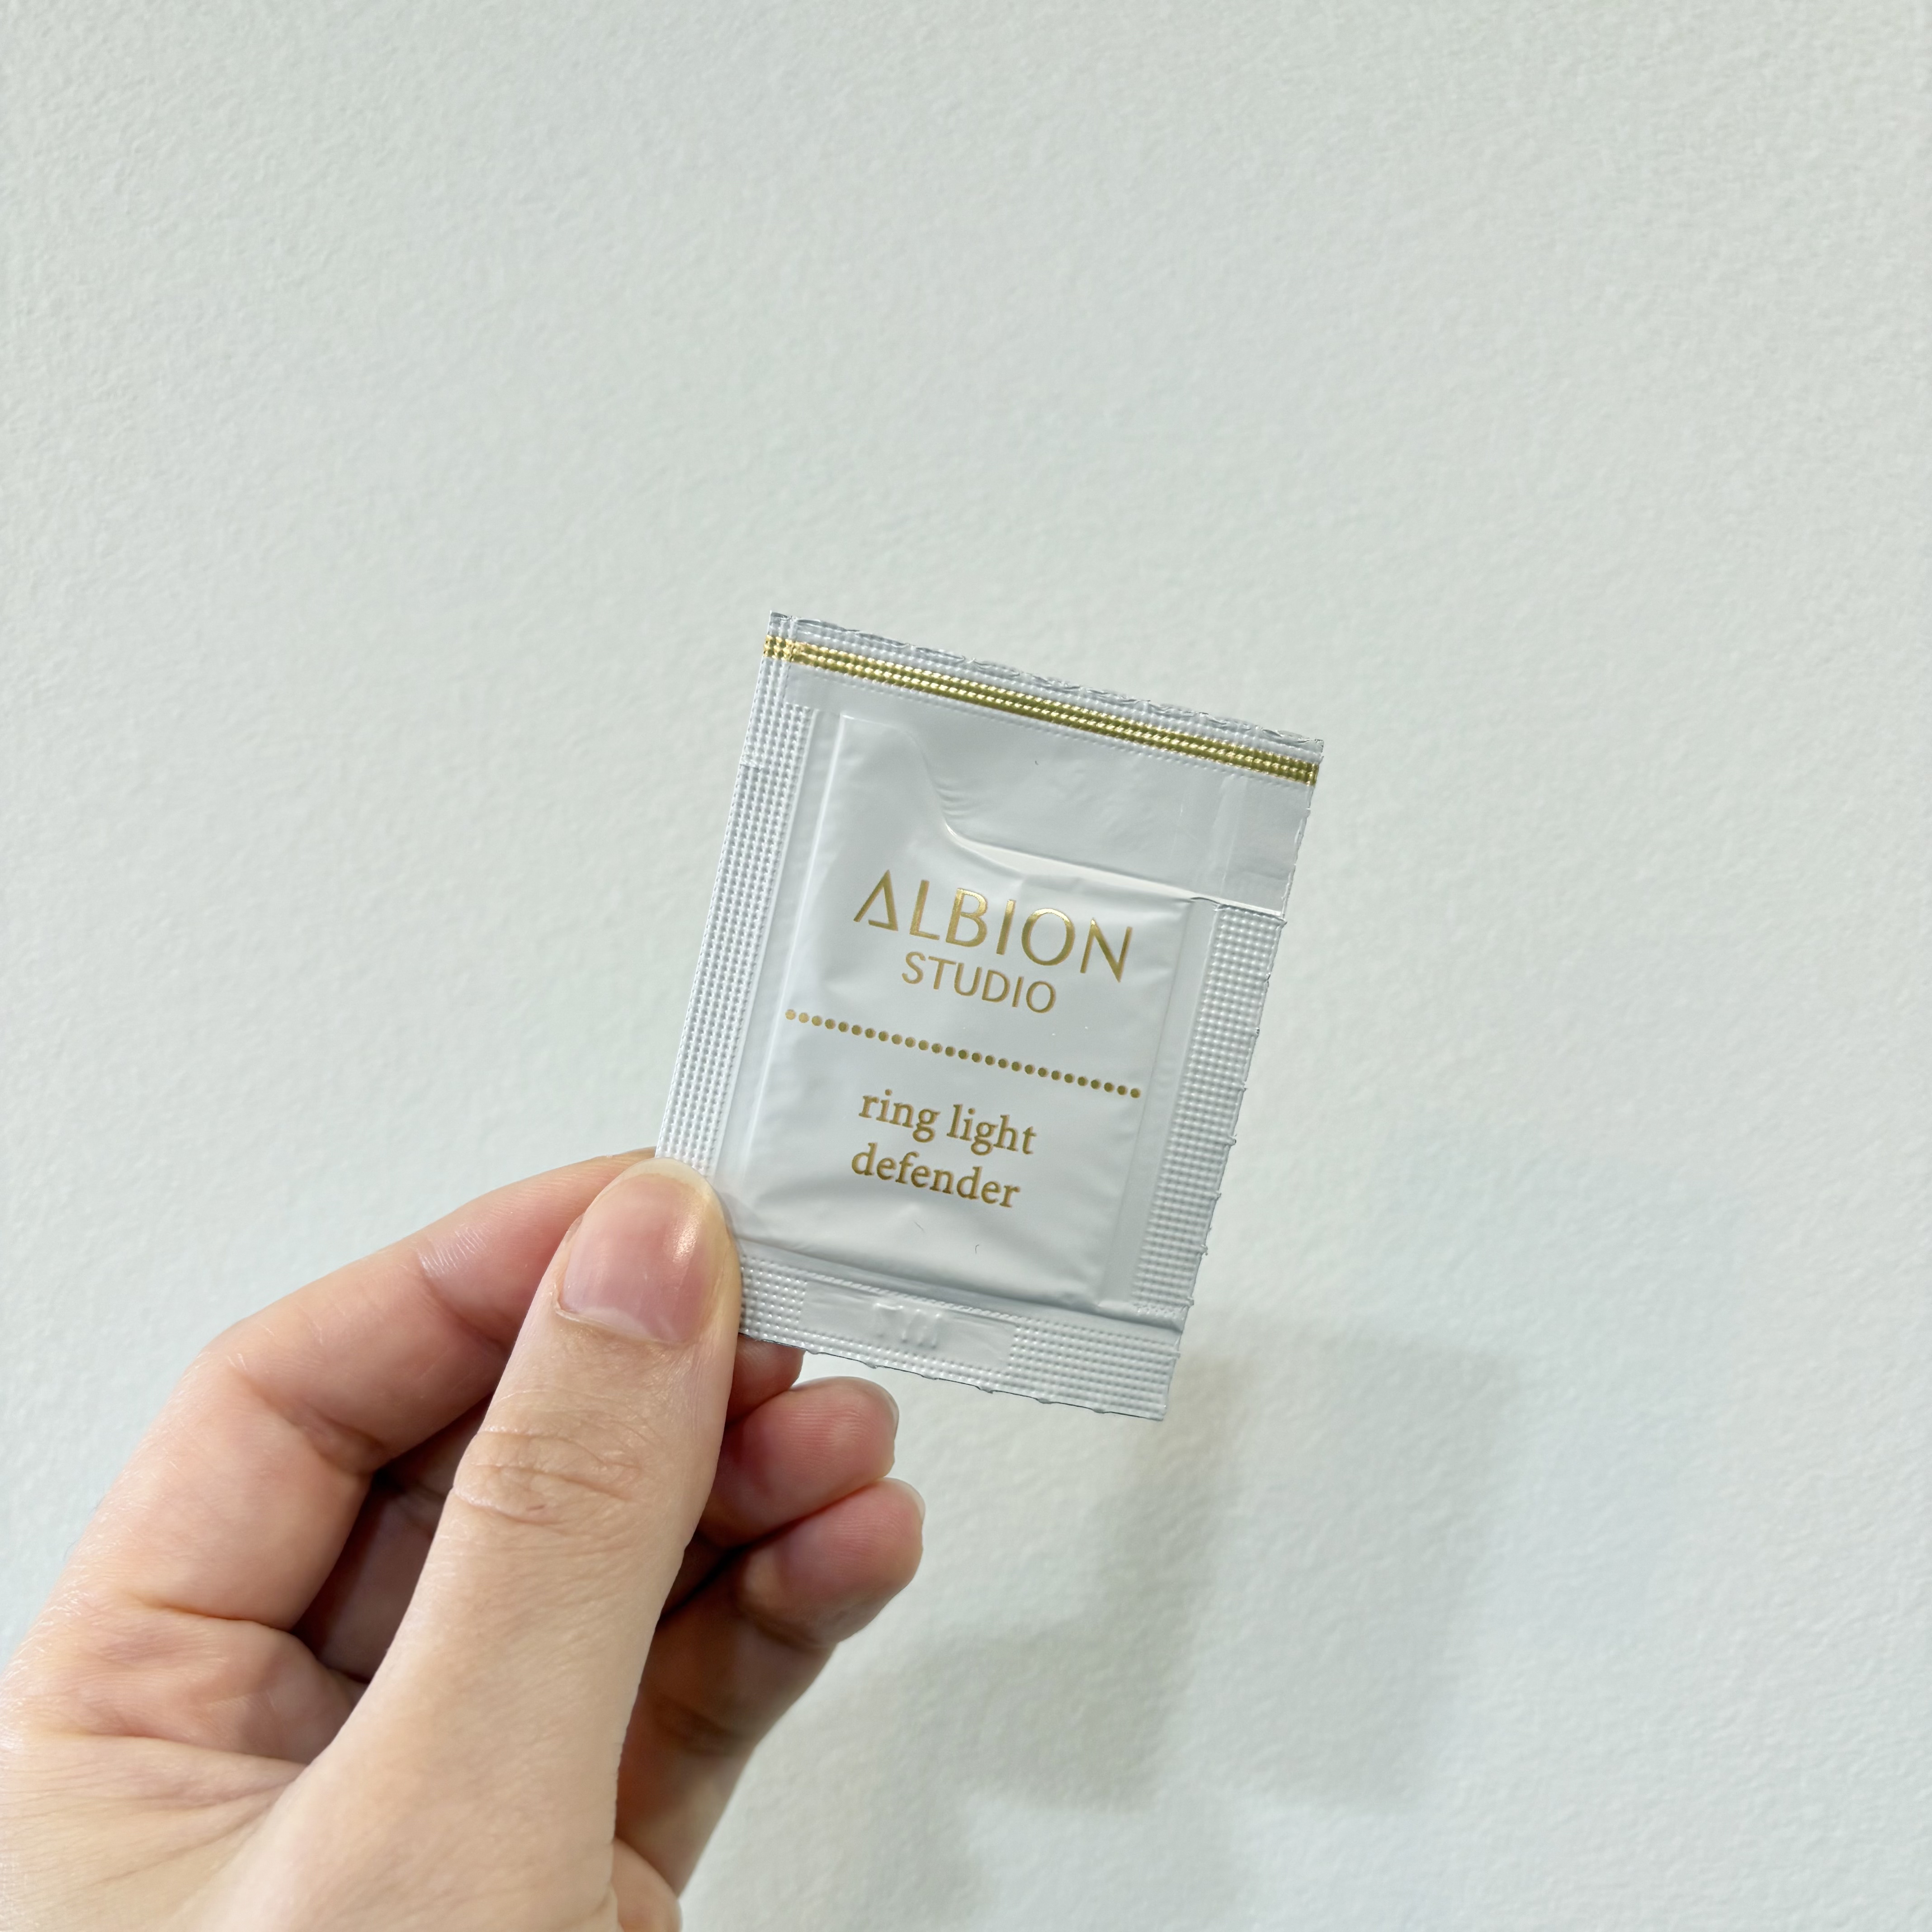 ALBION
STUDIO
ring light
defender